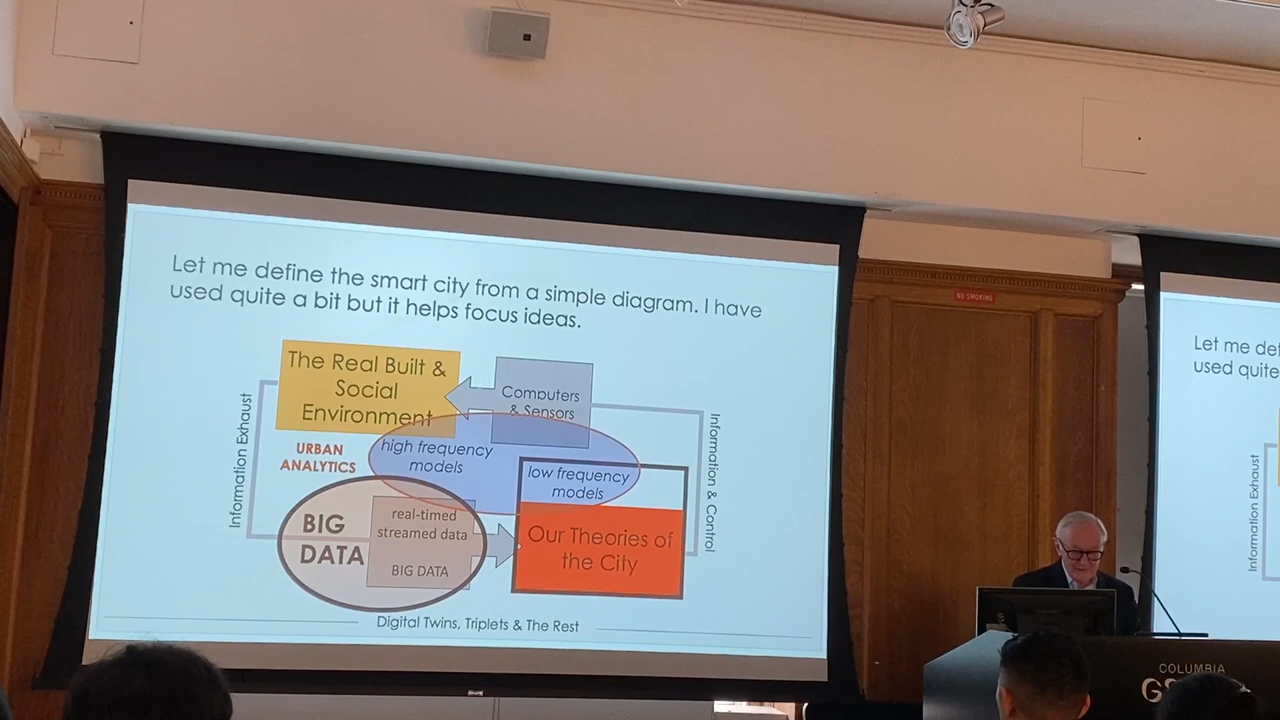 NO SMOKING
Let me define the smart city from a simple diagram. I have
used quite a bit but it helps focus ideas.
The Real Built &
Social
Environment
Computers
& Sensors
Information Exhaust
Information & Control
URBAN
ANALYTICS
high frequency
models
low frequency
models
BIG
DATA
real-timed
streamed data
BIG DATA
Our Theories of
the City
Digital Twins, Triplets & The Rest
Let me def
used quite
Information Exhaust
COLUMBIA